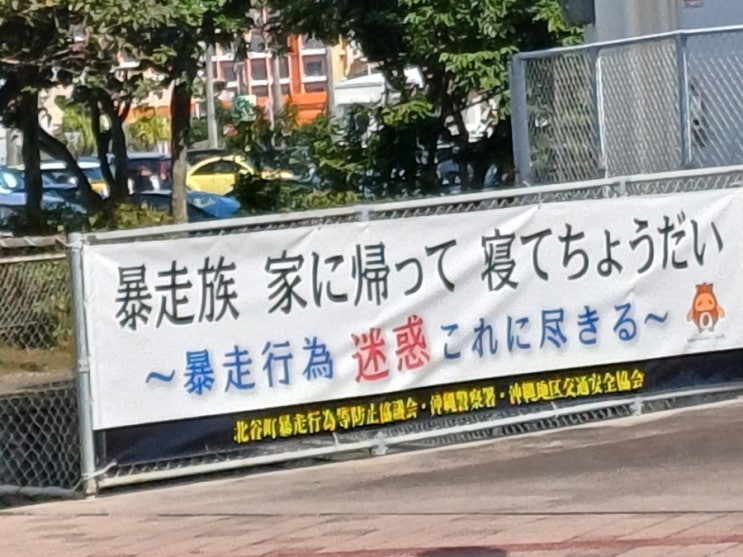 暴走族 家に帰って 寝てちょうだい
~暴走行為 迷惑 これに尽きる~
北谷町暴走行為等防止協議会・沖縄警察署・沖縄地区交通安全協会